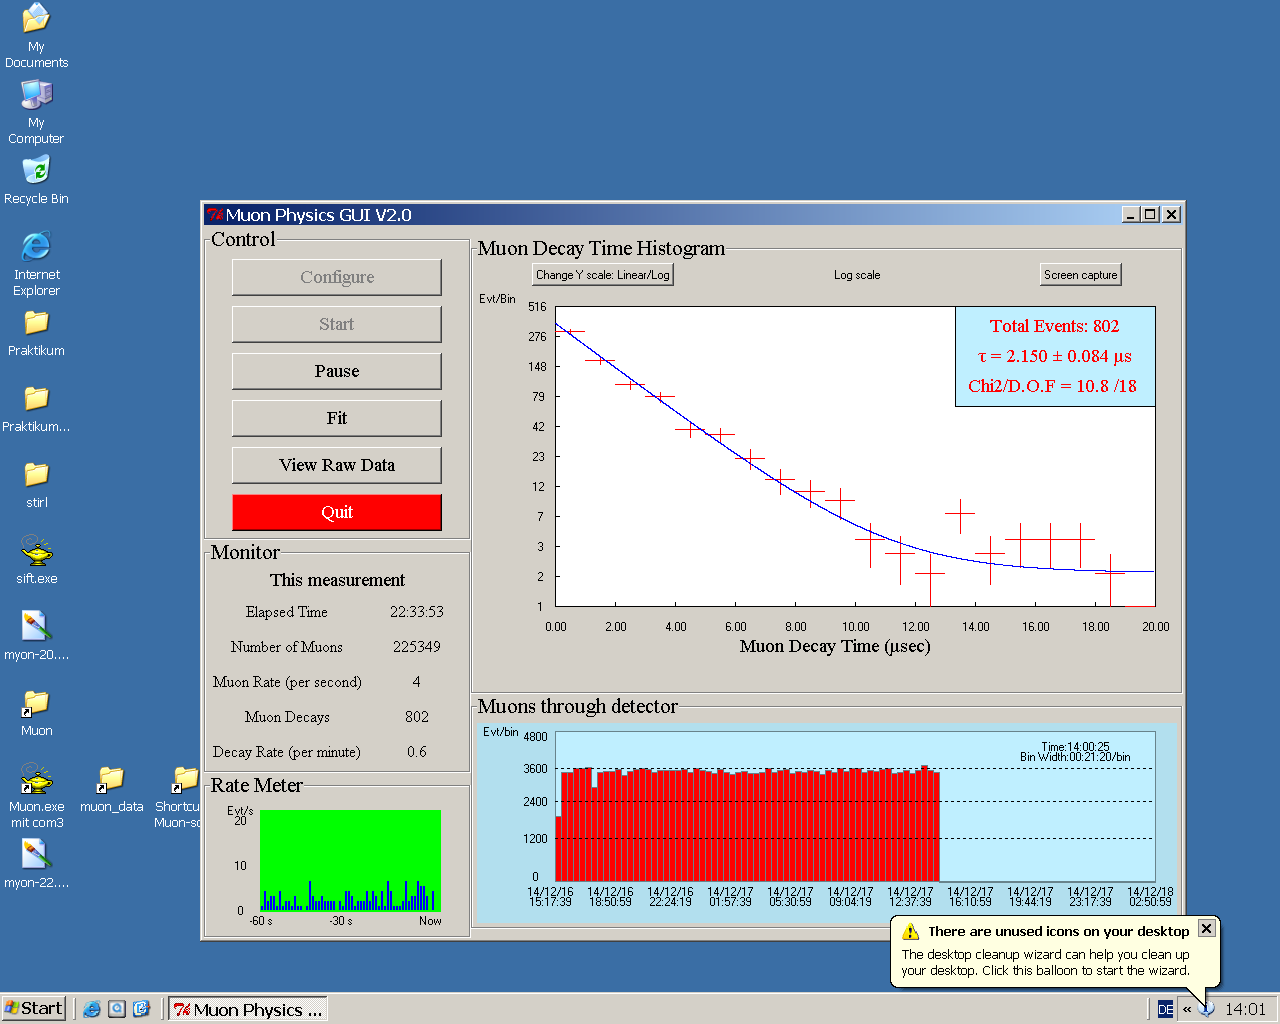 My
Documents
My
Computer
Recycle Bin
Internet
Explorer
Praktikum
Praktikum...
stirl
sift.exe
myon-20....
Muon
Muon.exe
mit com3
muon_data
Shortcu
Muon-sc
myon-22....
Muon Physics GUI V2.0
Control
Configure
Start
Pause
Fit
View Raw Data
Quit
Monitor
This measurement
Elapsed Time 22:33:53
Number of Muons 225349
Muon Rate (per second) 4
Muon Decays 802
Decay Rate (per minute) 0.6
Rate Meter
Evt/s
20
10
0
-60 s -30 s Now
Muon Decay Time Histogram
Change Y scale: Linear/Log Log scale Screen capture
Evt/Bin
516
276
148
79
42
23
12
7
3
2
1
Total Events: 802
τ = 2.150 ± 0.084 µs
Chi2/D.O.F = 10.8 /18
0.00 2.00 4.00 6.00 8.00 10.00 12.00 14.00 16.00 18.00 20.00
Muon Decay Time (µsec)
Muons through detector
Evt/bin
4800
3600
2400
1200
0
Time:14:00:25
Bin Width:00:21:20/bin
14/12/16 14/12/16 14/12/16 14/12/17 14/12/17 14/12/17 14/12/17 14/12/17 14/12/17 14/12/17 14/12/18
15:17:39 18:50:59 22:24:19 01:57:39 05:30:59 09:04:19 12:37:39 16:10:59 19:44:19 23:17:39 02:50:59
There are unused icons on your desktop
The desktop cleanup wizard can help you clean up
your desktop. Click this balloon to start the wizard.
Start
Muon Physics ...
DE
«
14:01